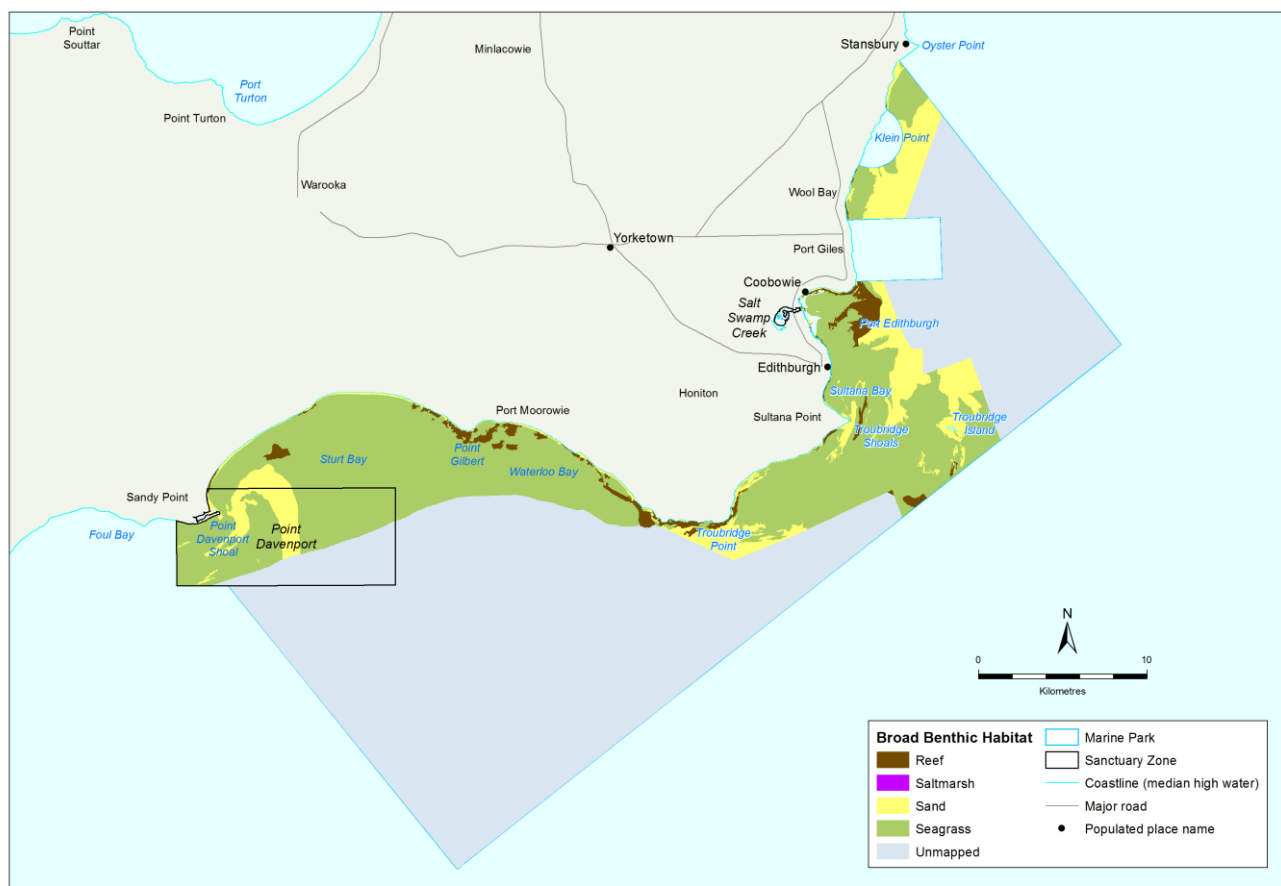 Point
Souttar
Minlacowie
Stansbury
Oyster Point
Port
Turton
Point Turton
Klein Point
Warooka
Wool Bay
Yorketown
Port Giles
Coobowie
Salt
Swamp
Creek
Port Edithburgh
Edithburgh
Honiton
Sultana Bay
Port Moorowie
Sultana Point
Troubridge
Island
Troubridge
Shoals
Point
Gilbert
Sturt Bay
Waterloo Bay
Sandy Point
Foul Bay
Point
Davenport
Shoal
Point
Davenport
Troubridge
Point
N
0 10
Kilometres
Broad Benthic Habitat
Reef
Saltmarsh
Sand
Seagrass
Unmapped
Marine Park
Sanctuary Zone
Coastline (median high water)
Major road
Populated place name